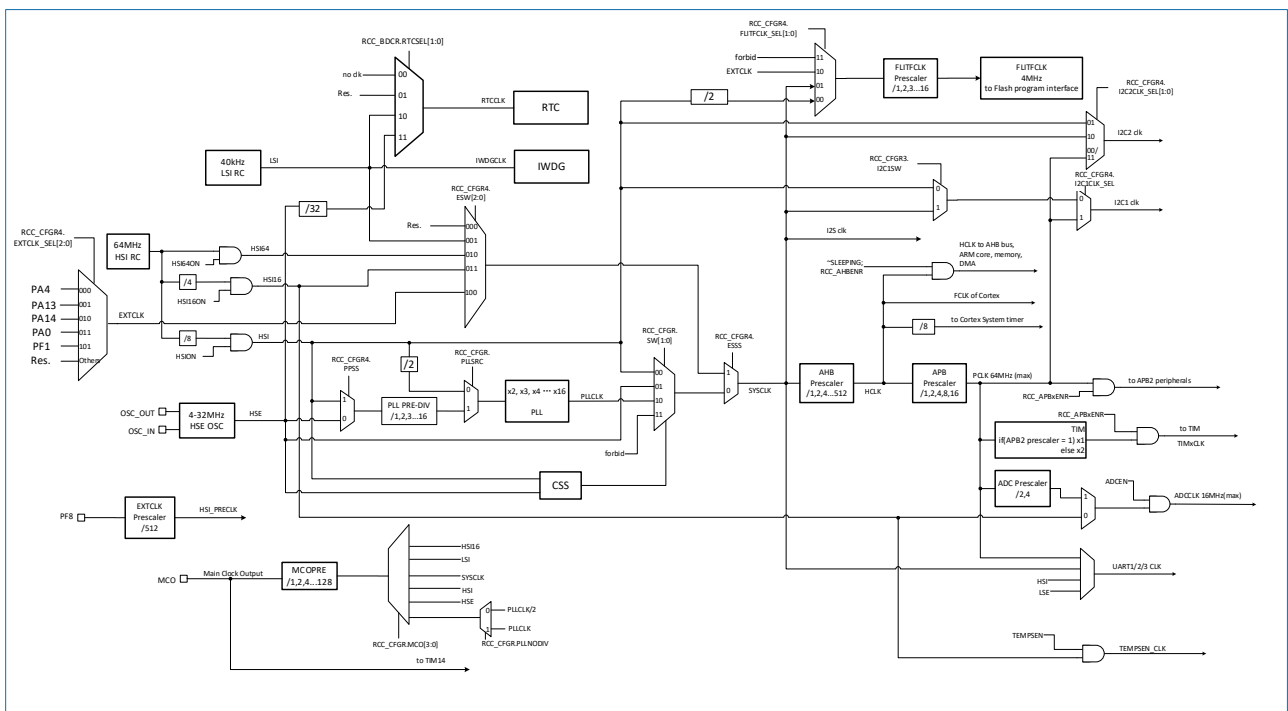 RCC_BDCR.RTCSEL[1:0]
no clk
00
Res.
01
10
11
RTCCLK
RTC
40kHz
LSI RC
LSI
IWDGCLK
IWDG
/32
RCC_CFGR4.
ESW[2:0]
Res.
000
001
010
011
100
RCC_CFGR4.
EXTCLK_SEL[2:0]
64MHz
HSI RC
HSI64ON
HSI64
/4
HSI16ON
HSI16
/8
HSION
HSI
PA4
000
PA13
001
PA14
010
PA0
011
PF1
101
Res.
Others
EXTCLK
OSC_OUT
OSC_IN
4-32MHz
HSE OSC
HSE
RCC_CFGR4.
PPSS
1
0
PLL PRE-DIV
/1,2,3...16
/2
RCC_CFGR.
PLLSRC
0
1
x2, x3, x4 ··· x16
PLL
PLLCLK
RCC_CFGR.
SW[1:0]
00
01
10
11
forbid
CSS
RCC_CFGR4.
ESSS
1
0
SYSCLK
RCC_CFGR4.
FLITFCLK_SEL[1:0]
forbid
11
EXTCLK
10
01
00
/2
FLITFCLK
Prescaler
/1,2,3...16
FLITFCLK
4MHz
to Flash program interface
RCC_CFGR4.
I2C2CLK_SEL[1:0]
01
10
00/
11
I2C2 clk
RCC_CFGR3.
I2C1SW
0
1
RCC_CFGR4.
I2C1CLK_SEL
0
1
I2C1 clk
I2S clk
~SLEEPING;
RCC_AHBENR
HCLK to AHB bus,
ARM core, memory,
DMA
FCLK of Cortex
/8
to Cortex System timer
AHB
Prescaler
/1,2,4...512
HCLK
APB
Prescaler
/1,2,4,8,16
PCLK 64MHz (max)
RCC_APBxENR
to APB2 peripherals
TIM
if(APB2 prescaler = 1) x1
else x2
RCC_APBxENR
to TIM
TIMxCLK
ADC Prescaler
/2,4
1
0
ADCEN
ADCCLK 16MHz(max)
HSI
LSE
UART1/2/3 CLK
TEMPSEN
TEMPSEN_CLK
PF8
EXTCLK
Prescaler
/512
HSI_PRECLK
MCO
Main Clock Output
MCOPRE
/1,2,4...128
HSI16
LSI
SYSCLK
HSI
HSE
0
PLLCLK/2
1
PLLCLK
RCC_CFGR.MCO[3:0]
RCC_CFGR.PLLNODIV
to TIM14